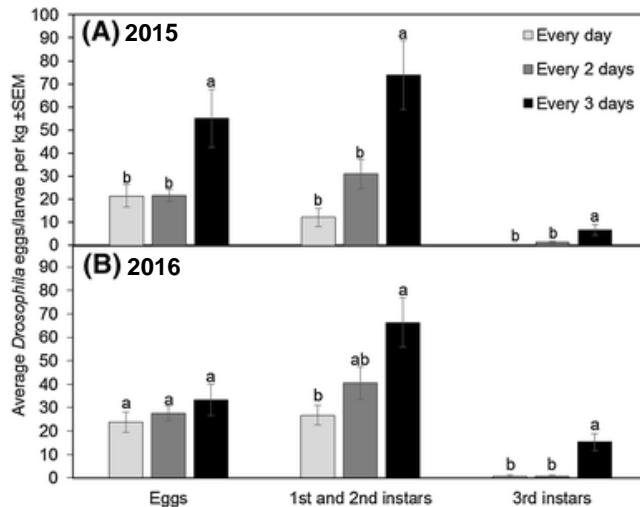 Average Drosophila eggs/larvae per kg ±SEM
(A) 2015
Every day
Every 2 days
Every 3 days
100
90
80
70
60
50
40
30
20
10
0
b b a
b b a
b b a
(B) 2016
90
80
70
60
50
40
30
20
10
0
a a a
b ab a
b b a
Eggs 1st and 2nd instars 3rd instars